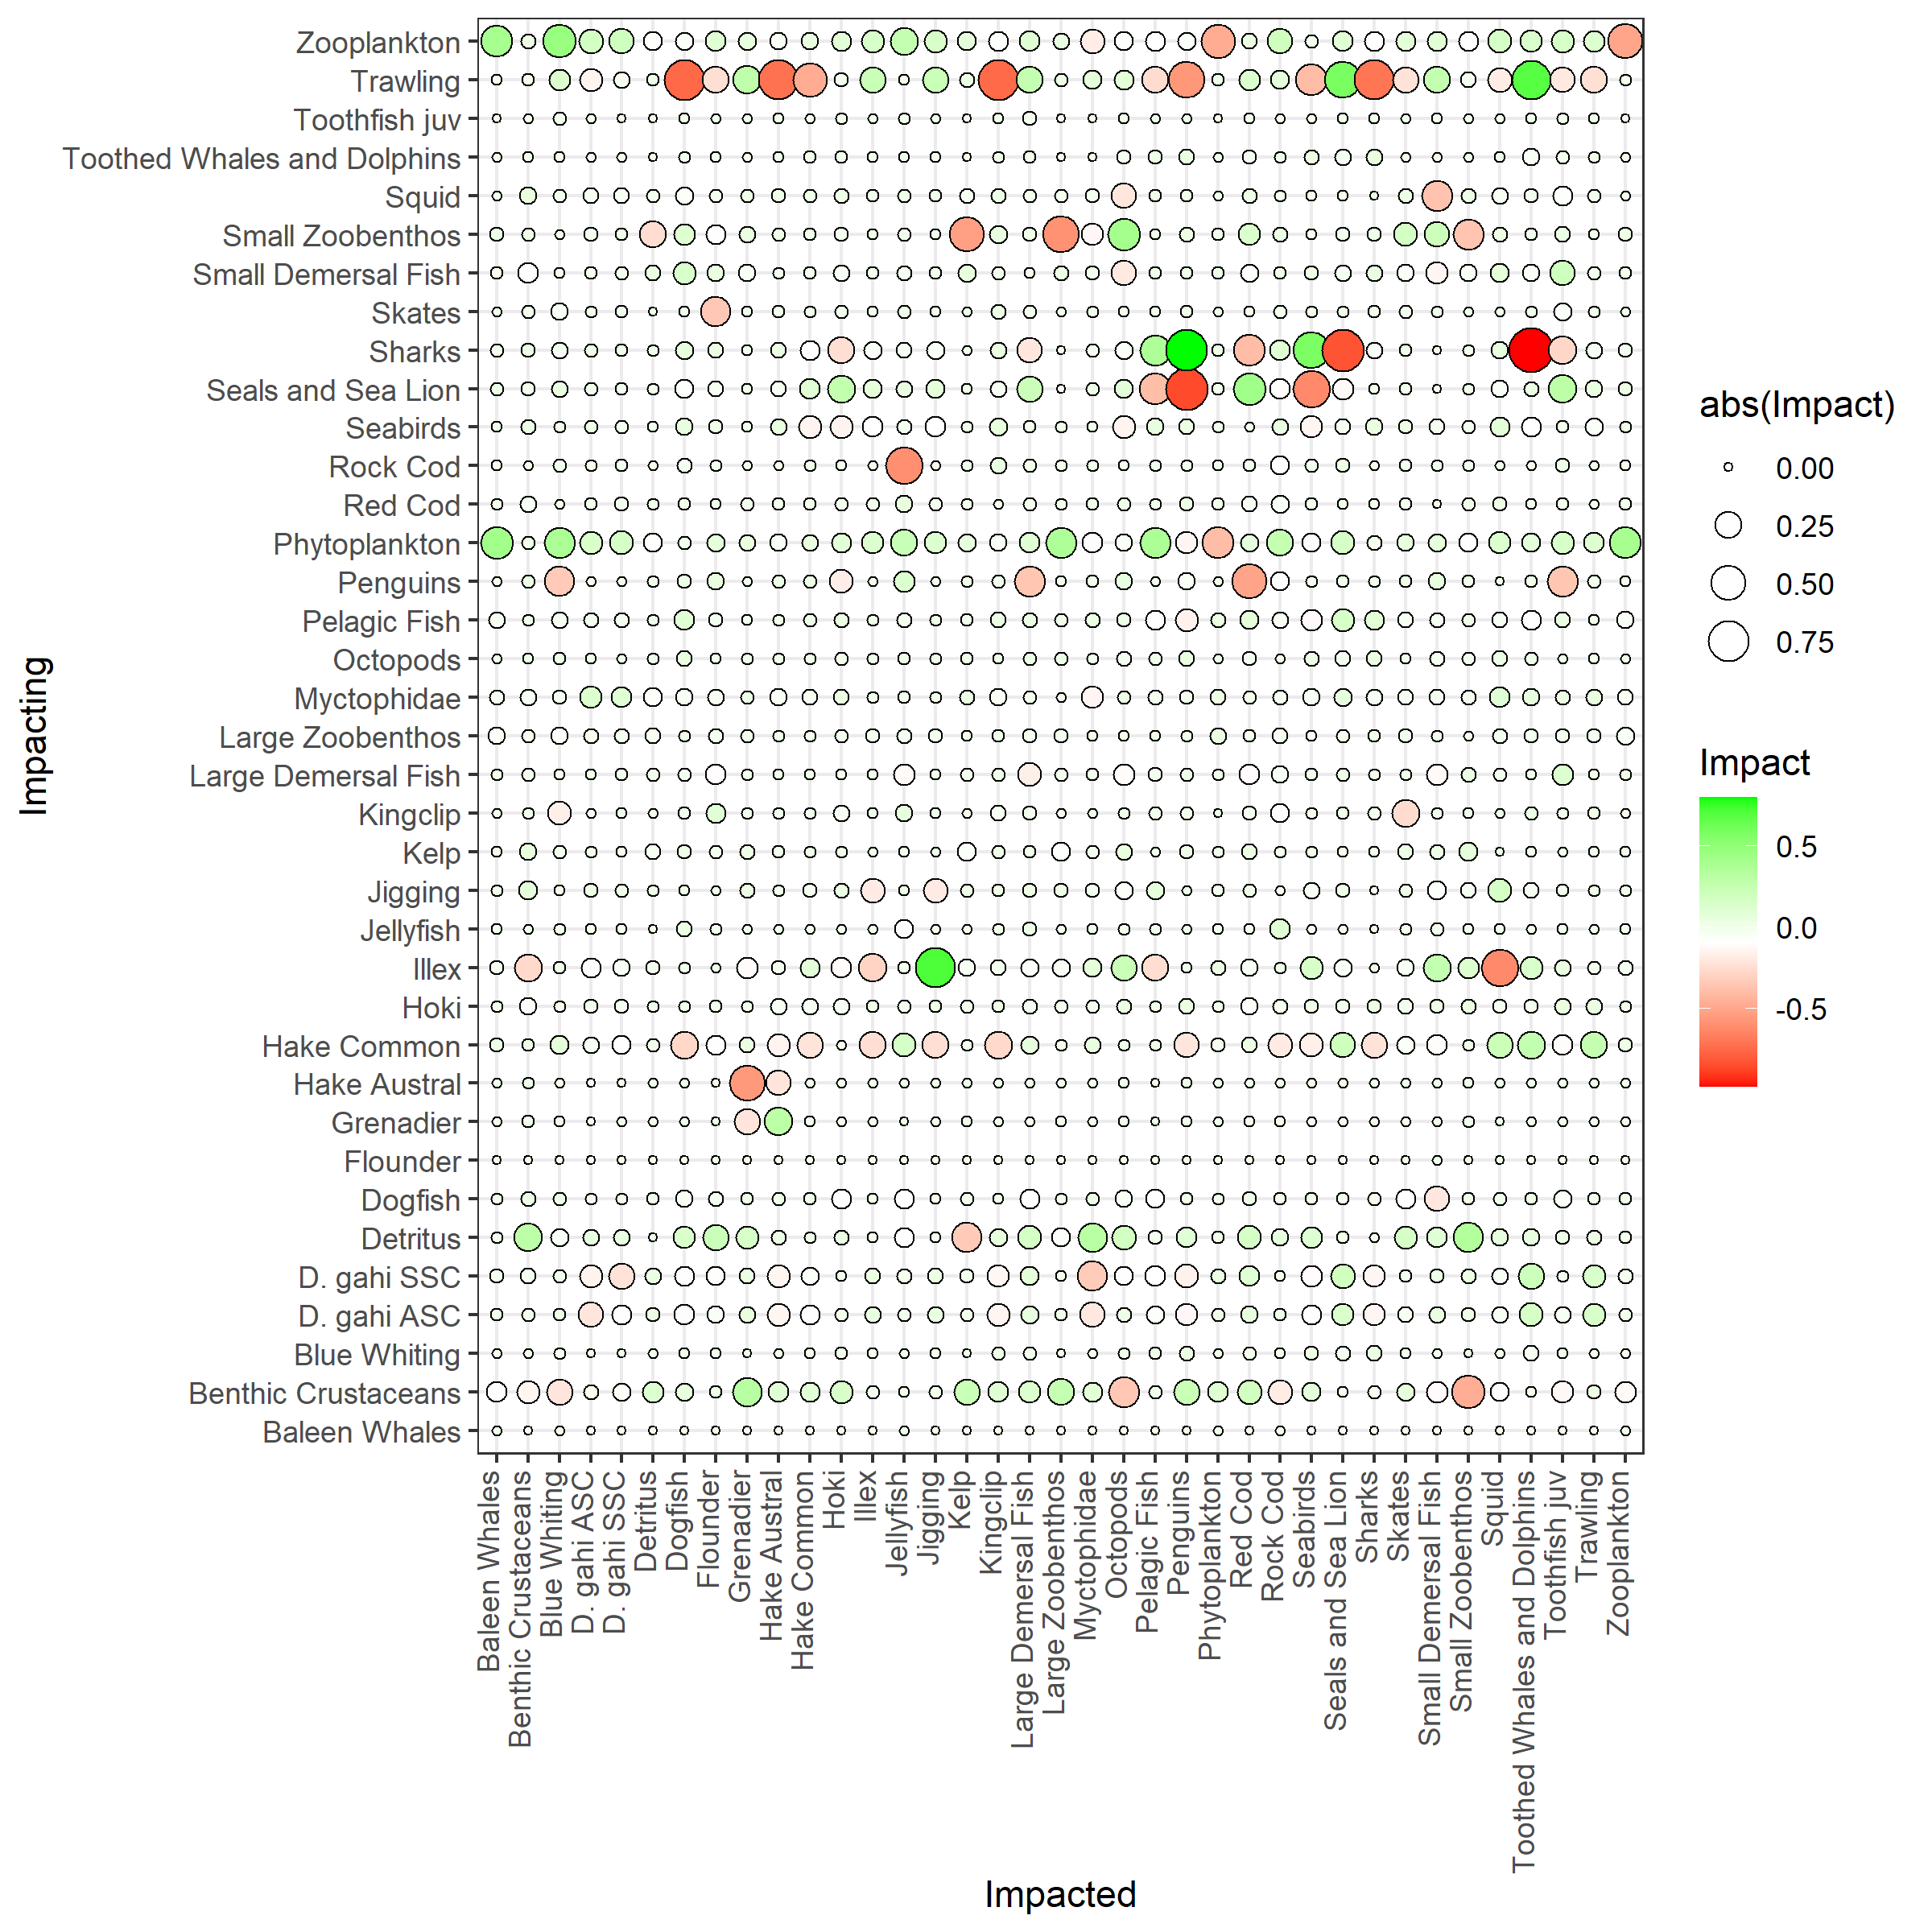 Zooplankton
Trawling
Toothfish juv
Toothed Whales and Dolphins
Squid
Small Zoobenthos
Small Demersal Fish
Skates
Sharks
Seals and Sea Lion
Seabirds
Rock Cod
Red Cod
Phytoplankton
Penguins
Pelagic Fish
Octopods
Myctophidae
Large Zoobenthos
Large Demersal Fish
Kingclip
Kelp
Jigging
Jellyfish
Illex
Hoki
Hake Common
Hake Austral
Grenadier
Flounder
Dogfish
Detritus
D. gahi SSC
D. gahi ASC
Blue Whiting
Benthic Crustaceans
Baleen Whales
Impacting
Baleen Whales
Benthic Crustaceans
Blue Whiting
D. gahi ASC
D. gahi SSC
Detritus
Dogfish
Flounder
Grenadier
Hake Austral
Hake Common
Hoki
Illex
Jellyfish
Jigging
Kelp
Kingclip
Large Demersal Fish
Large Zoobenthos
Myctophidae
Octopods
Pelagic Fish
Penguins
Phytoplankton
Red Cod
Rock Cod
Seabirds
Seals and Sea Lion
Sharks
Skates
Small Demersal Fish
Small Zoobenthos
Squid
Toothed Whales and Dolphins
Toothfish juv
Trawling
Zooplankton
Impacted
abs(Impact)
0.00
0.25
0.50
0.75
Impact
0.5
0.0
-0.5